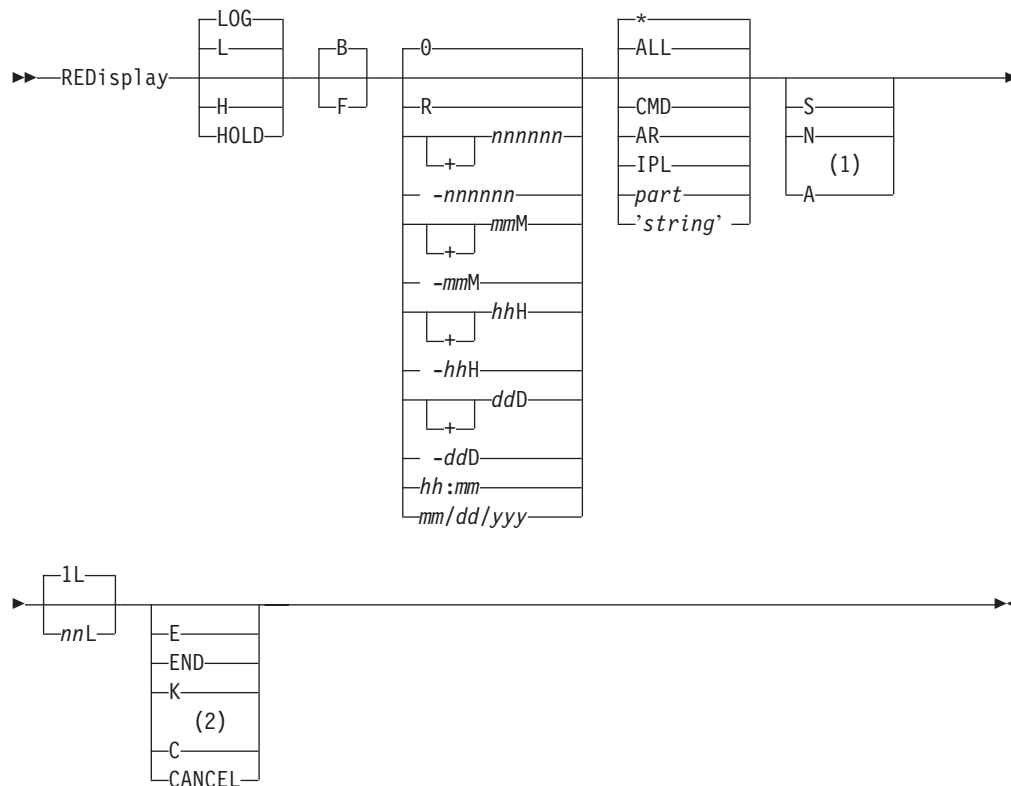 LOG
L
H
HOLD
B
F
0
R
+ nnnnnn
-nnnnnn
+ mmM
-mmM
+ hhH
-hhH
+ ddD
-ddD
hh:mm
mm/dd/yyy
*
ALL
CMD
AR
IPL
part
'string'
S
N
(1)
A
REDisplay
1L
nnL
E
END
K
(2)
C
CANCEL